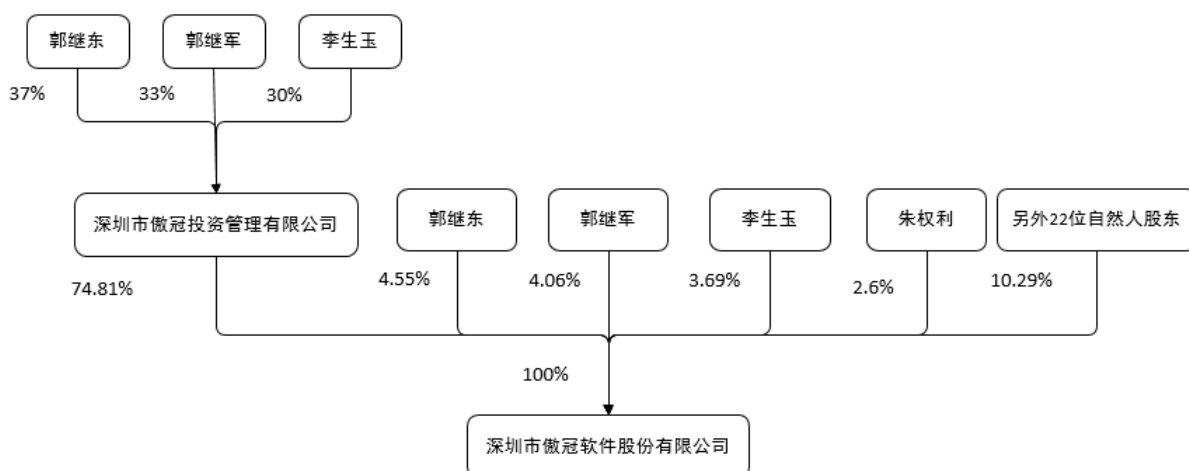 郭继东
郭继军
李生玉
37%
33%
30%
深圳市傲冠投资管理有限公司
郭继东
郭继军
李生玉
朱权利
另外22位自然人股东
74.81%
4.55%
4.06%
3.69%
2.6%
10.29%
100%
深圳市傲冠软件股份有限公司